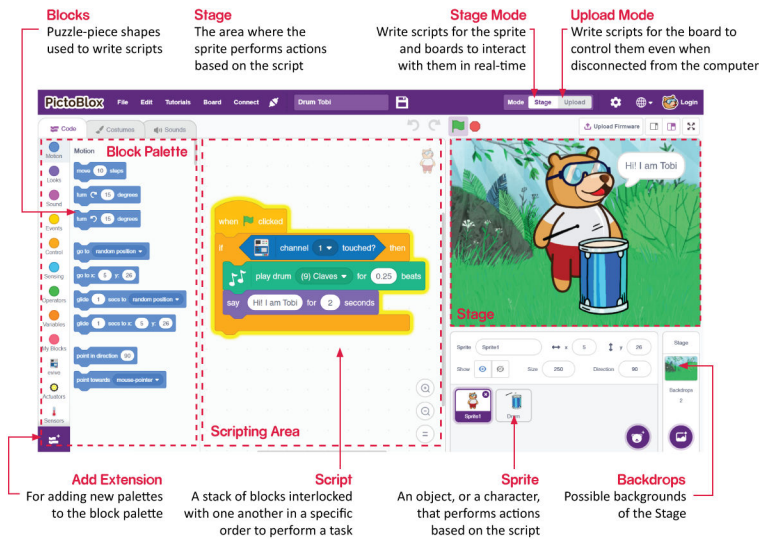 Blocks
Puzzle-piece shapes
used to write scripts
Stage
The area where the
sprite performs actions
based on the script
Stage Mode
Write scripts for the sprite
and boards to interact
with them in real-time
Upload Mode
Write scripts for the board to
control them even when
disconnected from the computer
PictoBlox File Edit Tutorials Board Connect Drum Tobi Mode Stage Upload Login
Code Costumes Sounds Upload Firmware
Motion
Looks
Sound
Events
Control
Sensing
Operators
Variables
My Blocks
Actuators
Sensors
Motion Block Palette
move 10 steps
turn 15 degrees
turn 15 degrees
go to random position
go to x: 5 y: 26
glide 1 secs to random position
glide 1 secs to x: 5 y: 26
point in direction 90
point towards mouse-pointer
when clicked
if channel 1 touched? then
play drum (9) Claves for 0.25 beats
say Hi! I am Tobi for 2 seconds
Scripting Area
Hi! I am Tobi
Stage
Sprite Sprite1 x 5 y 26
Show Size 250 Direction 90
Sprite1
Drum
Stage
Backdrops
2
Add Extension
For adding new palettes
to the block palette
Script
A stack of blocks interlocked
with one another in a specific
order to perform a task
Sprite
An object, or a character,
that performs actions
based on the script
Backdrops
Possible backgrounds
of the Stage